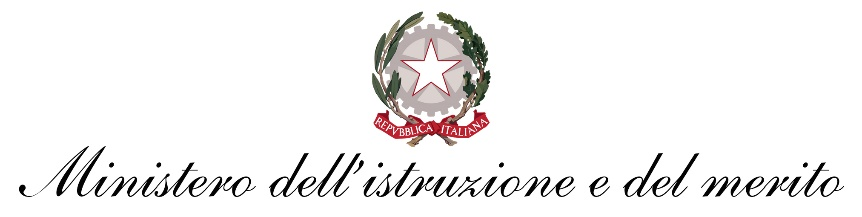 REPVBBLICA ITALIANA
Ministero dell'istruzione e del merito